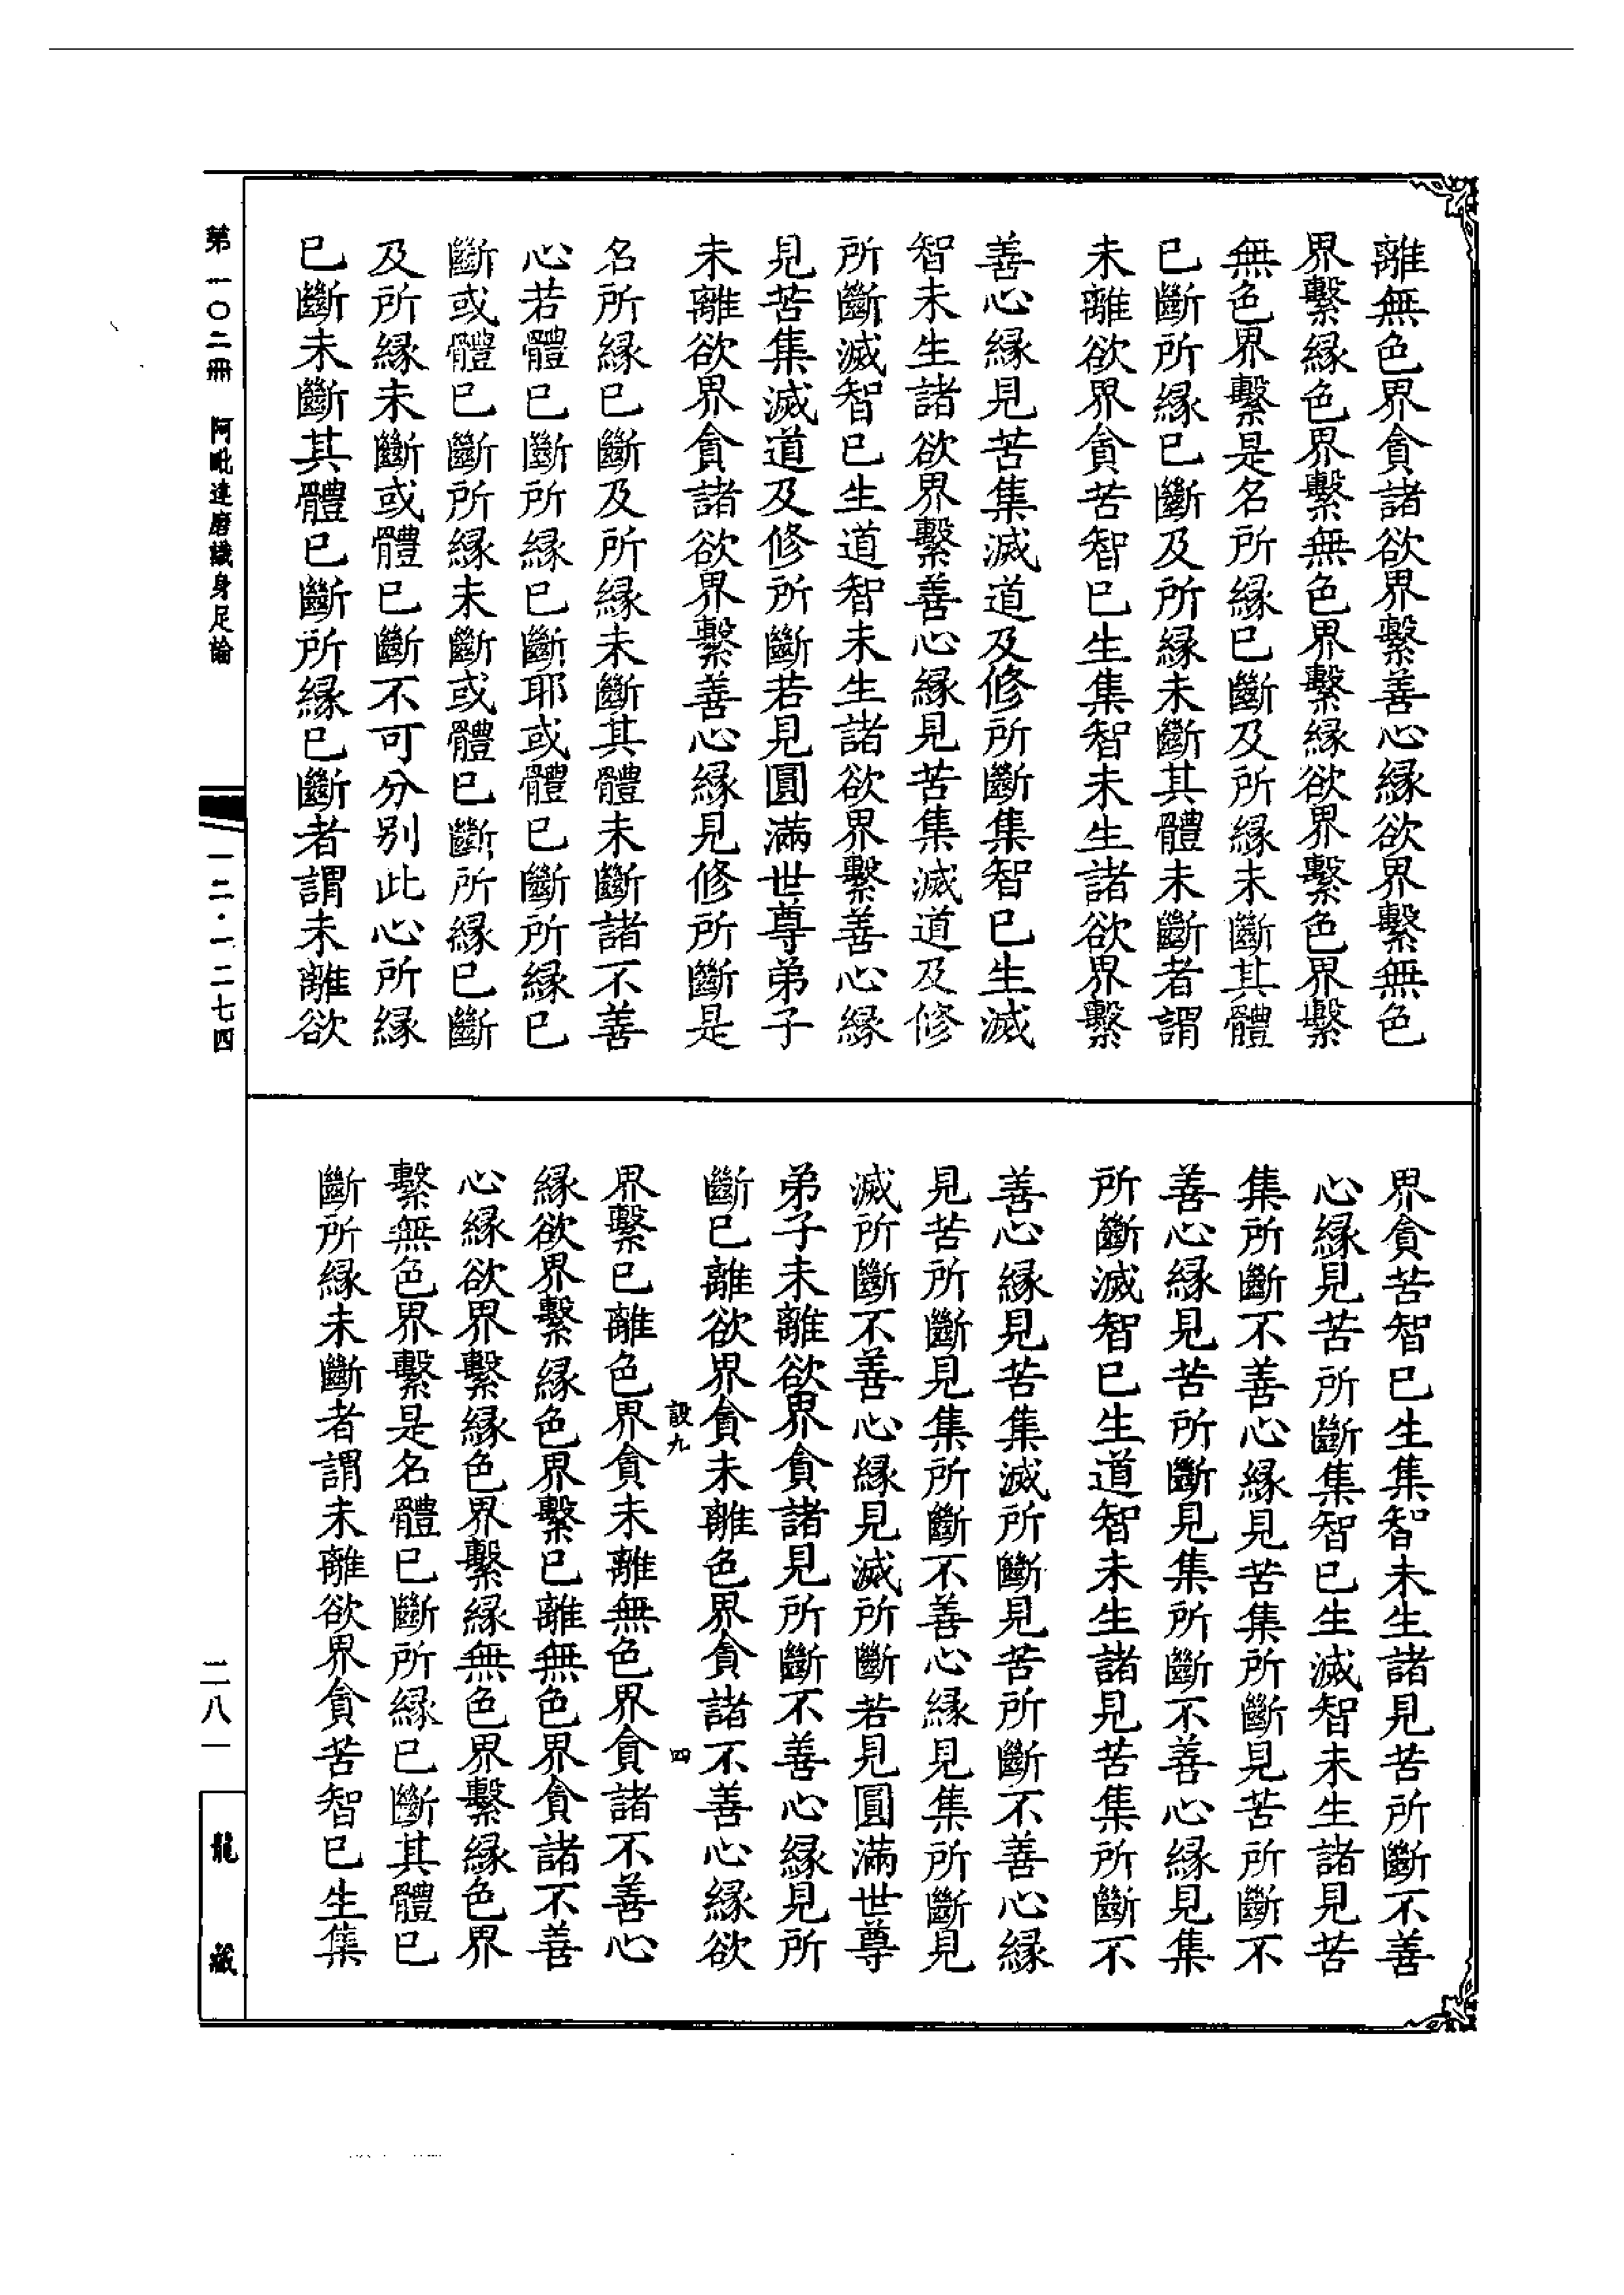 離無色界貪諸欲界繫善心緣欲界繫無色
界繫緣色界繫無色界繫緣欲界繫色界繫
無色界繫是名所緣已斷及所緣未斷其體
已斷所緣已斷及所緣未斷其體未斷者謂
未離欲界貪苦智已生集智未生諸欲界繫
善心緣見苦集滅道及修所斷集智已生滅
智未生諸欲界繫善心緣見苦集滅道及修
所斷滅智已生道智未生諸欲界繫善心緣
見苦集滅道及修所斷若見圓滿世尊弟子
未離欲界貪諸欲界繫善心緣見修所斷是
名所緣已斷及所緣未斷其體未斷諸不善
心若體已斷所緣已斷耶或體已斷所緣已
斷或體已斷所緣未斷或體已斷所緣已斷
及所緣未斷或體已斷不可分別此心所緣
已斷未斷其體已斷所緣已斷者謂未離欲
界貪苦智已生集智未生諸見苦所斷不善
心緣見苦所斷集智已生滅智未生諸見苦
集所斷不善心緣見苦集所斷見苦所斷不
善心緣見苦所斷見集所斷不善心緣見集
所斷滅智已生道智未生諸見苦集所斷不
善心緣見苦集滅所斷見苦所斷不善心緣
見苦所斷見集所斷不善心緣見集所斷見
滅所斷不善心緣見滅所斷若見圓滿世尊
弟子未離欲界貪諸見所斷不善心緣見所
斷已離欲界貪未離色界貪諸不善心緣欲
設九 四
界繫已離色界貪未離無色界貪諸不善心
緣欲界繫緣色界繫已離無色界貪諸不善
心緣欲界繫緣色界繫緣無色界繫緣色界
繫無色界繫是名體已斷所緣已斷其體已
斷所緣未斷者謂未離欲界貪苦智已生集
第一〇二冊 阿毗達磨識身足論
一二·一二七四
二八一
龍藏